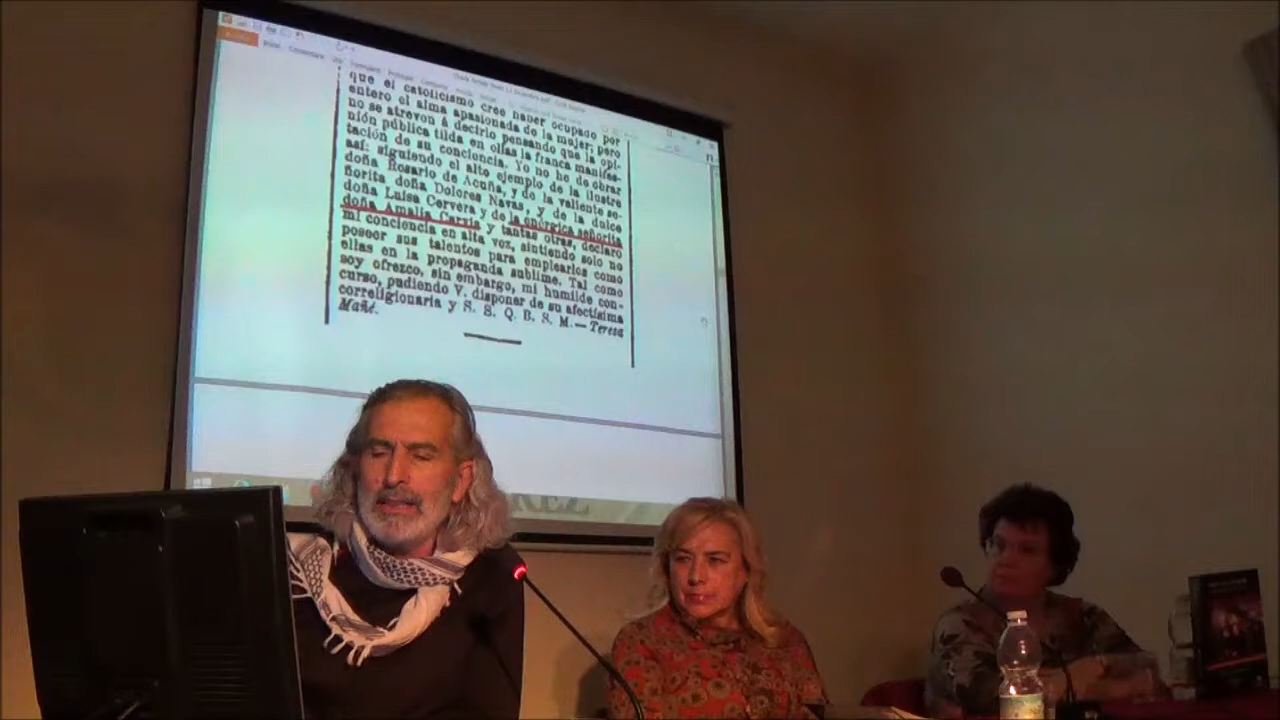 que el catolicismo cree haber ocupado por
entero el alma apasionada de la mujer; pero
no se atreven á decirlo pensando que la opi-
nión pública tilda en ellas la franca manifes-
tación de su conciencia. Yo no he de obrar
así: siguiendo el alto ejemplo de la ilustre
doña Rosario de Acuña, y de la valiente se-
ñorita doña Dolores Navas, y de la dulce
doña Luisa Cervera y de la enérgica señorita
doña Amalia Carvia y tantas otras, declaro
mi conciencia en alta voz, sintiendo solo no
poseer sus talentos para emplearlos como
ellas en la propaganda sublime. Tal como
soy ofrezco, sin embargo, mi humilde con-
curso, pudiendo V. disponer de su afectísima
correligionaria y S. S. Q. B. S. M.—Teresa
Mañé.